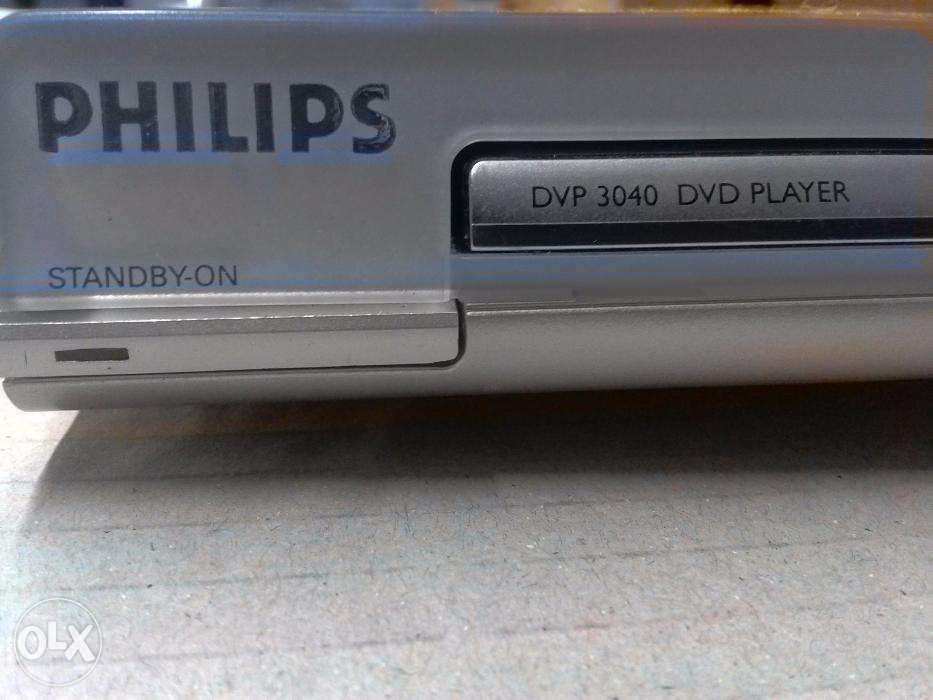 PHILIPS
DVP 3040 DVD PLAYER
STANDBY-ON
OLX